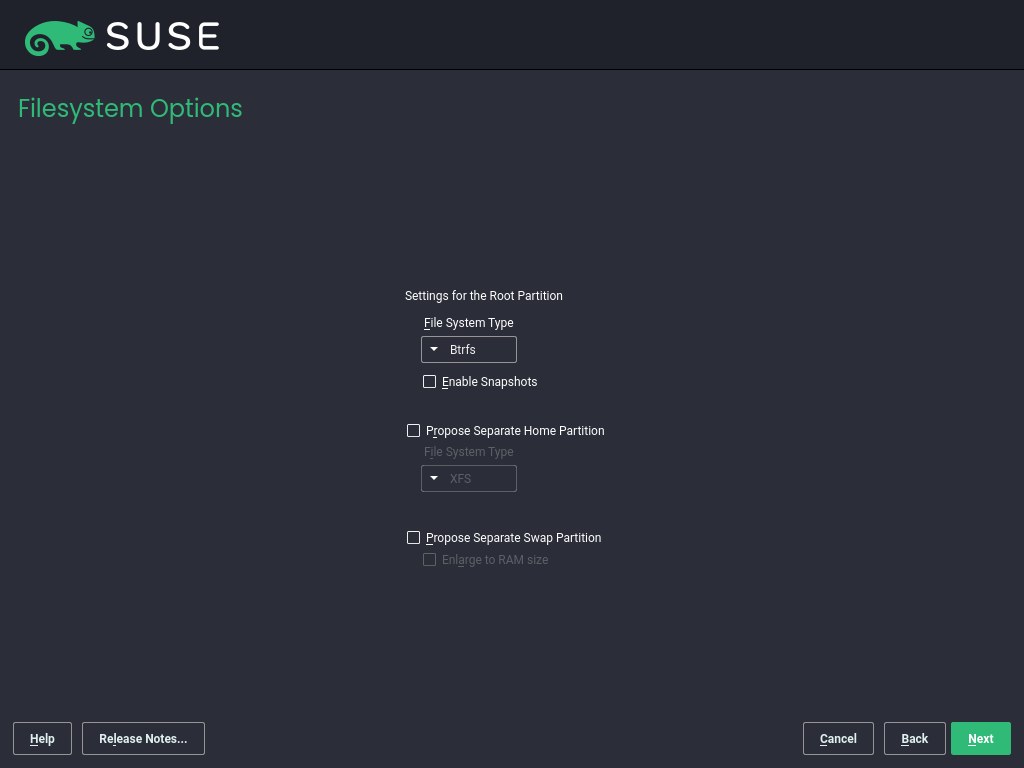 SUSE
Filesystem Options
Settings for the Root Partition
File System Type
Btrfs
Enable Snapshots
Propose Separate Home Partition
File System Type
XFS
Propose Separate Swap Partition
Enlarge to RAM size
Help
Release Notes...
Cancel
Back
Next